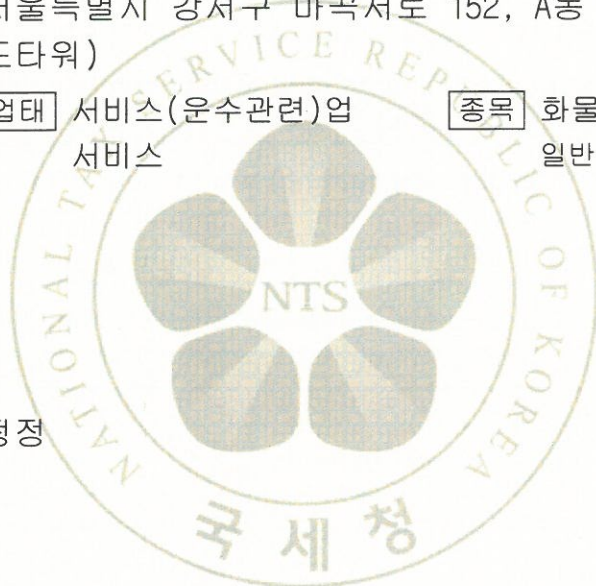 서울특별시 강서구 마곡서로 152, A동
드타워)
업태 서비스(운수관련)업 종목 화물
서비스 일반
정정
NATIONAL TAX SERVICE REPUBLIC OF KOREA
NTS
국세청